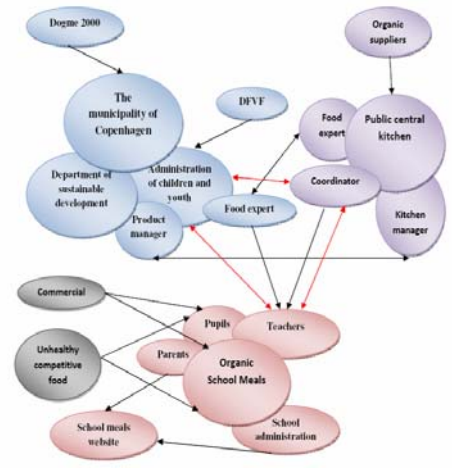 Dogme 2000
Organic
suppliers
The
municipality of
Copenhagen
DFVF
Food
expert
Public central
kitchen
Department of
sustainable
development
Administration
of children and
youth
Coordinator
Product
manager
Food expert
Kitchen
manager
Commercial
Pupils
Teachers
Unhealthy
competitive
food
Parents
Organic
School Meals
School meals
website
School
administration